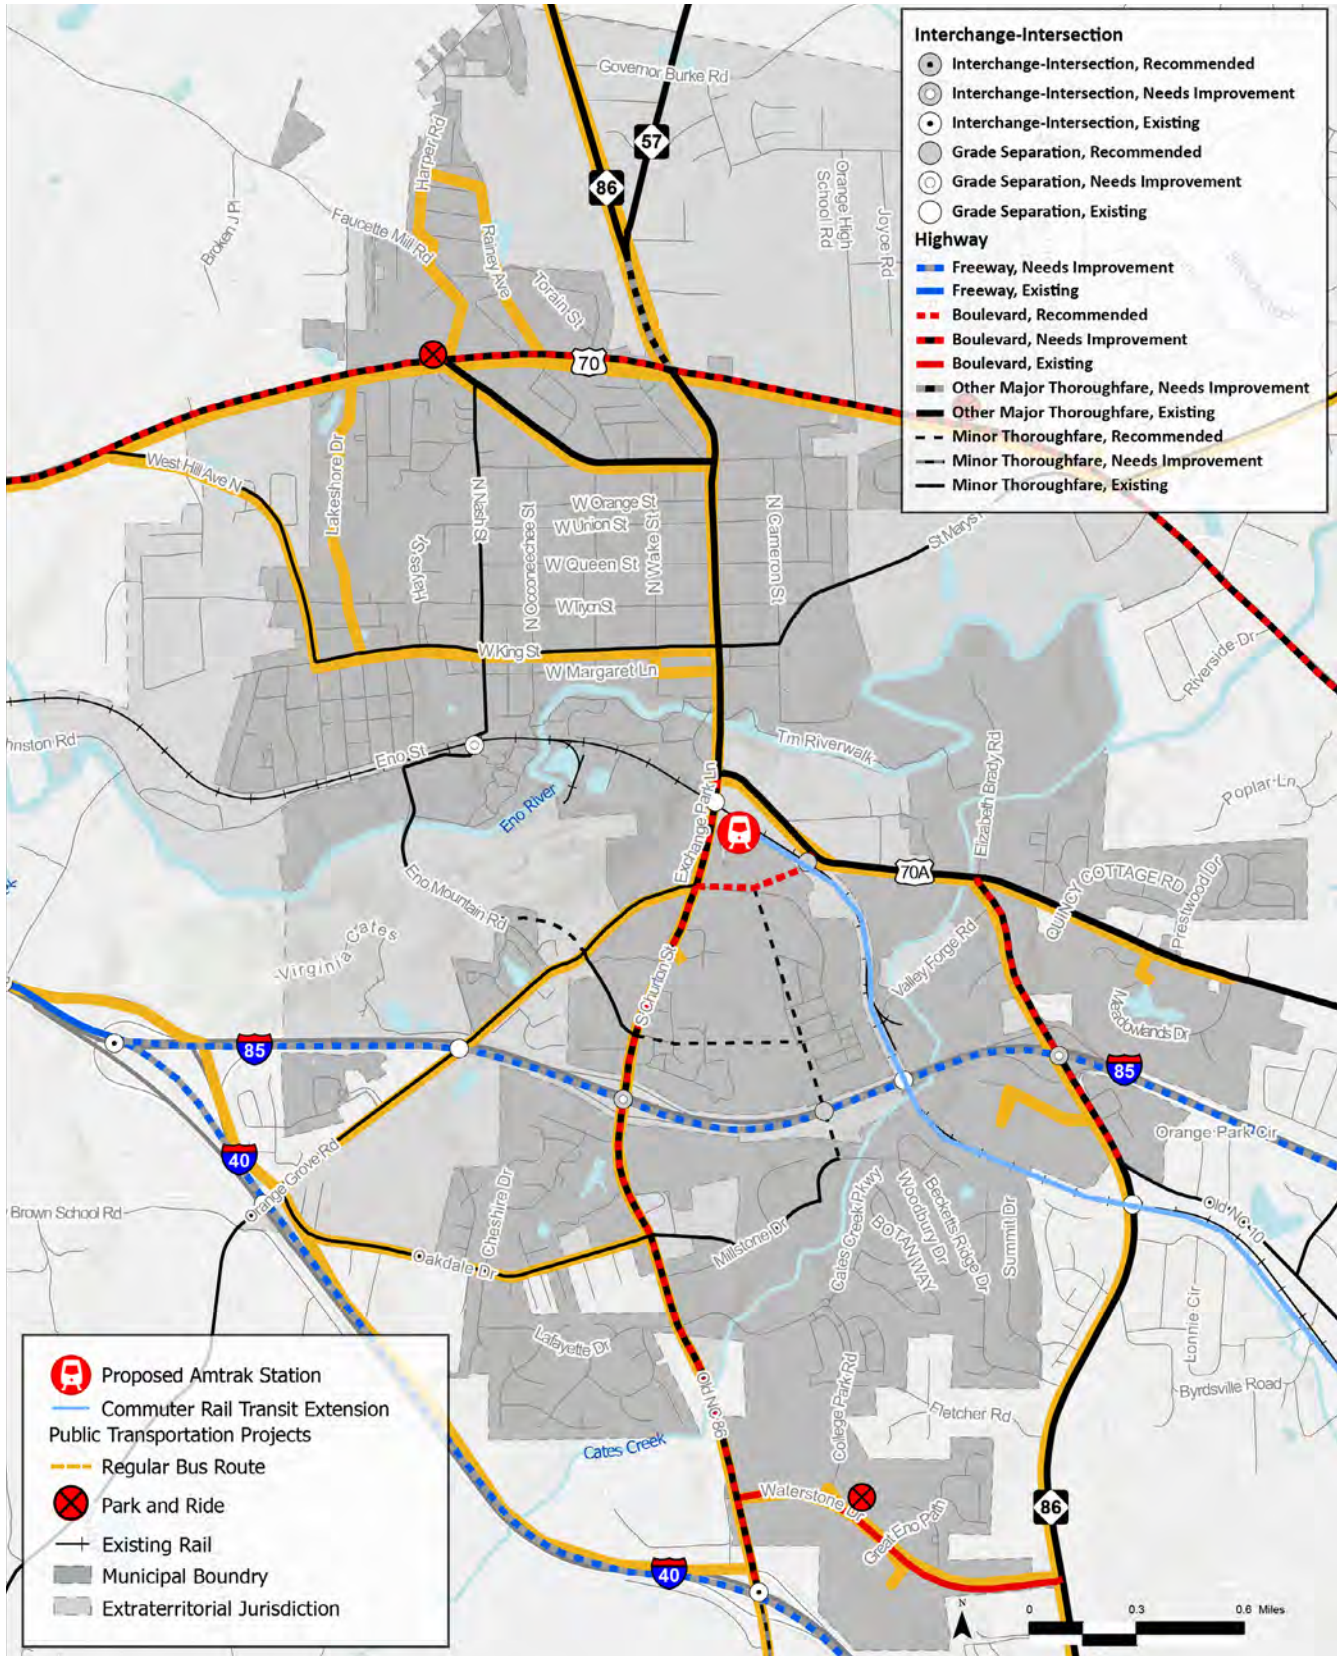 Interchange-Intersection
Interchange-Intersection, Recommended
Interchange-Intersection, Needs Improvement
Interchange-Intersection, Existing
Grade Separation, Recommended
Grade Separation, Needs Improvement
Grade Separation, Existing
Highway
Freeway, Needs Improvement
Freeway, Existing
Boulevard, Recommended
Boulevard, Needs Improvement
Boulevard, Existing
Other Major Thoroughfare, Needs Improvement
Other Major Thoroughfare, Existing
Minor Thoroughfare, Recommended
Minor Thoroughfare, Needs Improvement
Minor Thoroughfare, Existing
Governor Burke Rd
57
86
Harper Rd
Orange High
School Rd
Joyce Rd
Broken J Pl
Faucette Mill Rd
Rainey Ave
Torain St
70
West Hill Ave N
Lakeshore Dr
N Nash St
W Orange St
W Union St
N Occoneechee St
N Wake St
N Cameron St
Hayes St
W Queen St
W Tryon St
St Marys
W King St
W Margaret Ln
Riverside Dr
hnston Rd
Eno St
Tm Riverwalk
Elizabeth Brady Rd
Poplar Ln
Eno River
Exchange Park Ln
70A
QUINCY COTTAGE RD
Prestwood Dr
Eno Mountain Rd
Virginia Cates
Valley Forge Rd
S Churton St
Meadowlands Dr
85
85
40
Orange Grove Rd
Orange Park Cir
Brown School Rd
Cheshire Dr
Oakdale Dr
Millstone Dr
Cates Creek Pkwy
BOTAN WAY
Woodbury Dr
Becketts Ridge Dr
Summit Dr
Old NC 10
Lonnie Cir
Lafayette Dr
Byrdsville Road
Old NC 86
College Park Rd
Fletcher Rd
Cates Creek
Waterstone Dr
Great Eno Path
86
40
Proposed Amtrak Station
Commuter Rail Transit Extension
Public Transportation Projects
Regular Bus Route
Park and Ride
Existing Rail
Municipal Boundry
Extraterritorial Jurisdiction
N
0 0.3 0.6 Miles